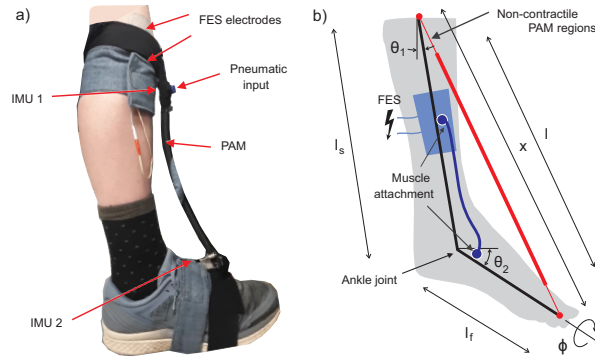 a)
FES electrodes
IMU 1
Pneumatic
input
PAM
IMU 2
b)
Non-contractile
PAM regions
θ1
FES
l
x
ls
Muscle
attachment
θ2
Ankle joint
lf
ϕ